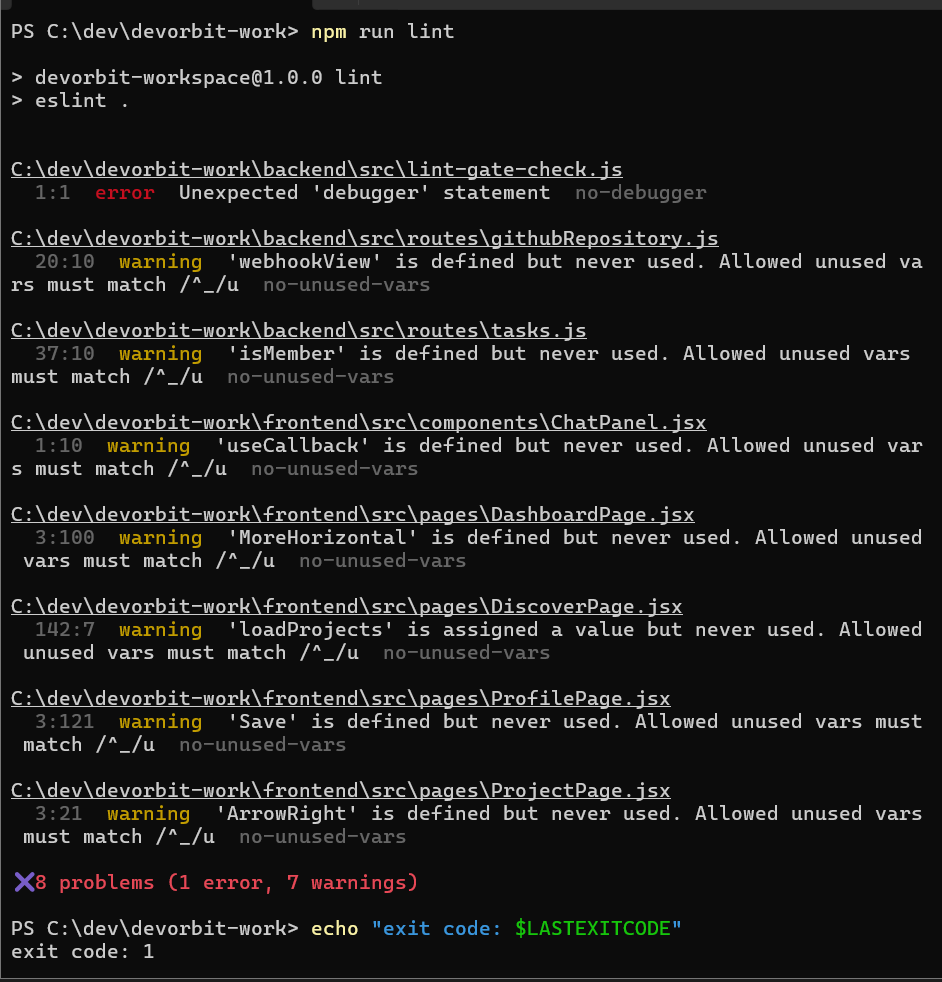 PS C:\dev\devorbit-work> npm run lint
> devorbit-workspace@1.0.0 lint
> eslint .
C:\dev\devorbit-work\backend\src\lint-gate-check.js
1:1  error  Unexpected 'debugger' statement  no-debugger
C:\dev\devorbit-work\backend\src\routes\githubRepository.js
20:10  warning  'webhookView' is defined but never used. Allowed unused va
rs must match /^_/u  no-unused-vars
C:\dev\devorbit-work\backend\src\routes\tasks.js
37:10  warning  'isMember' is defined but never used. Allowed unused vars
must match /^_/u  no-unused-vars
C:\dev\devorbit-work\frontend\src\components\ChatPanel.jsx
1:10  warning  'useCallback' is defined but never used. Allowed unused var
s must match /^_/u  no-unused-vars
C:\dev\devorbit-work\frontend\src\pages\DashboardPage.jsx
3:100  warning  'MoreHorizontal' is defined but never used. Allowed unused
vars must match /^_/u  no-unused-vars
C:\dev\devorbit-work\frontend\src\pages\DiscoverPage.jsx
142:7  warning  'loadProjects' is assigned a value but never used. Allowed
unused vars must match /^_/u  no-unused-vars
C:\dev\devorbit-work\frontend\src\pages\ProfilePage.jsx
3:121  warning  'Save' is defined but never used. Allowed unused vars must
match /^_/u  no-unused-vars
C:\dev\devorbit-work\frontend\src\pages\ProjectPage.jsx
3:21  warning  'ArrowRight' is defined but never used. Allowed unused vars
must match /^_/u  no-unused-vars
✖8 problems (1 error, 7 warnings)
PS C:\dev\devorbit-work> echo "exit code: $LASTEXITCODE"
exit code: 1